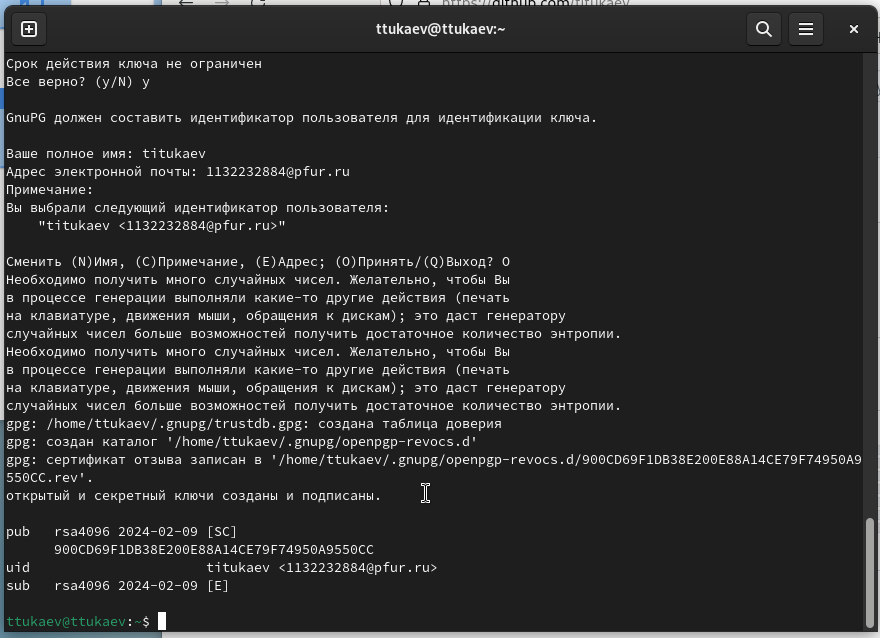 https://github.com/titukaev
ttukaev@ttukaev:~
Срок действия ключа не ограничен
Все верно? (y/N) y
GnuPG должен составить идентификатор пользователя для идентификации ключа.
Ваше полное имя: titukaev
Адрес электронной почты: 1132232884@pfur.ru
Примечание:
Вы выбрали следующий идентификатор пользователя:
"titukaev <1132232884@pfur.ru>"
Сменить (N)Имя, (C)Примечание, (E)Адрес; (O)Принять/(Q)Выход? O
Необходимо получить много случайных чисел. Желательно, чтобы Вы
в процессе генерации выполняли какие-то другие действия (печать
на клавиатуре, движения мыши, обращения к дискам); это даст генератору
случайных чисел больше возможностей получить достаточное количество энтропии.
Необходимо получить много случайных чисел. Желательно, чтобы Вы
в процессе генерации выполняли какие-то другие действия (печать
на клавиатуре, движения мыши, обращения к дискам); это даст генератору
случайных чисел больше возможностей получить достаточное количество энтропии.
gpg: /home/ttukaev/.gnupg/trustdb.gpg: создана таблица доверия
gpg: создан каталог '/home/ttukaev/.gnupg/openpgp-revocs.d'
gpg: сертификат отзыва записан в '/home/ttukaev/.gnupg/openpgp-revocs.d/900CD69F1DB38E200E88A14CE79F74950A9
550CC.rev'.
открытый и секретный ключи созданы и подписаны.
pub   rsa4096 2024-02-09 [SC]
900CD69F1DB38E200E88A14CE79F74950A9550CC
uid                      titukaev <1132232884@pfur.ru>
sub   rsa4096 2024-02-09 [E]
ttukaev@ttukaev:~$